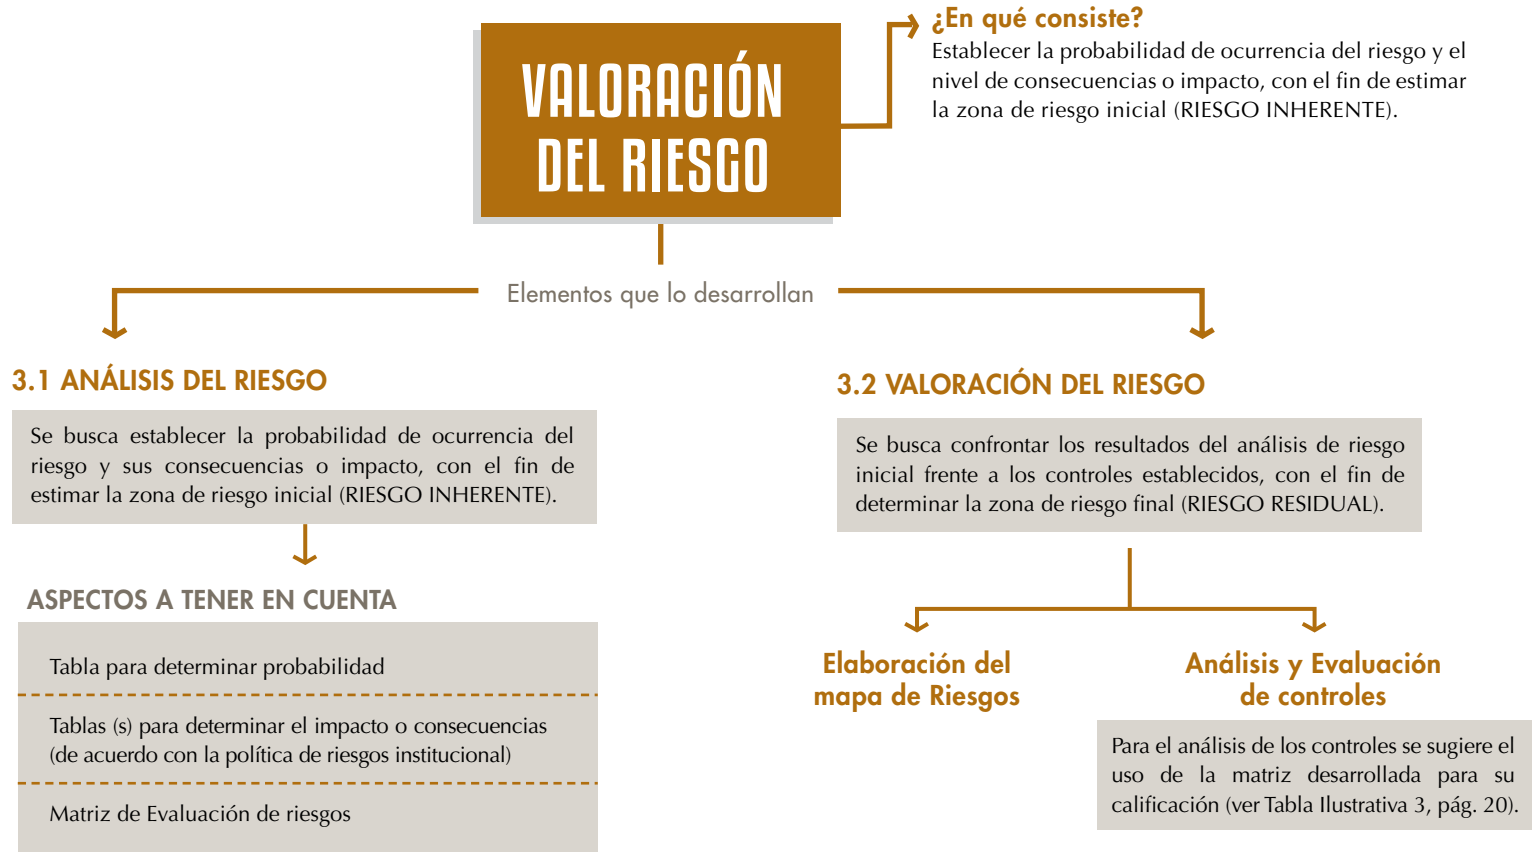 VALORACIÓN
DEL RIESGO
¿En qué consiste?
Establecer la probabilidad de ocurrencia del riesgo y el
nivel de consecuencias o impacto, con el fin de estimar
la zona de riesgo inicial (RIESGO INHERENTE).
Elementos que lo desarrollan
3.1 ANÁLISIS DEL RIESGO
Se busca establecer la probabilidad de ocurrencia del
riesgo y sus consecuencias o impacto, con el fin de
estimar la zona de riesgo inicial (RIESGO INHERENTE).
ASPECTOS A TENER EN CUENTA
Tabla para determinar probabilidad
Tablas (s) para determinar el impacto o consecuencias
(de acuerdo con la política de riesgos institucional)
Matriz de Evaluación de riesgos
3.2 VALORACIÓN DEL RIESGO
Se busca confrontar los resultados del análisis de riesgo
inicial frente a los controles establecidos, con el fin de
determinar la zona de riesgo final (RIESGO RESIDUAL).
Elaboración del
mapa de Riesgos
Análisis y Evaluación
de controles
Para el análisis de los controles se sugiere el
uso de la matriz desarrollada para su
calificación (ver Tabla Ilustrativa 3, pág. 20).